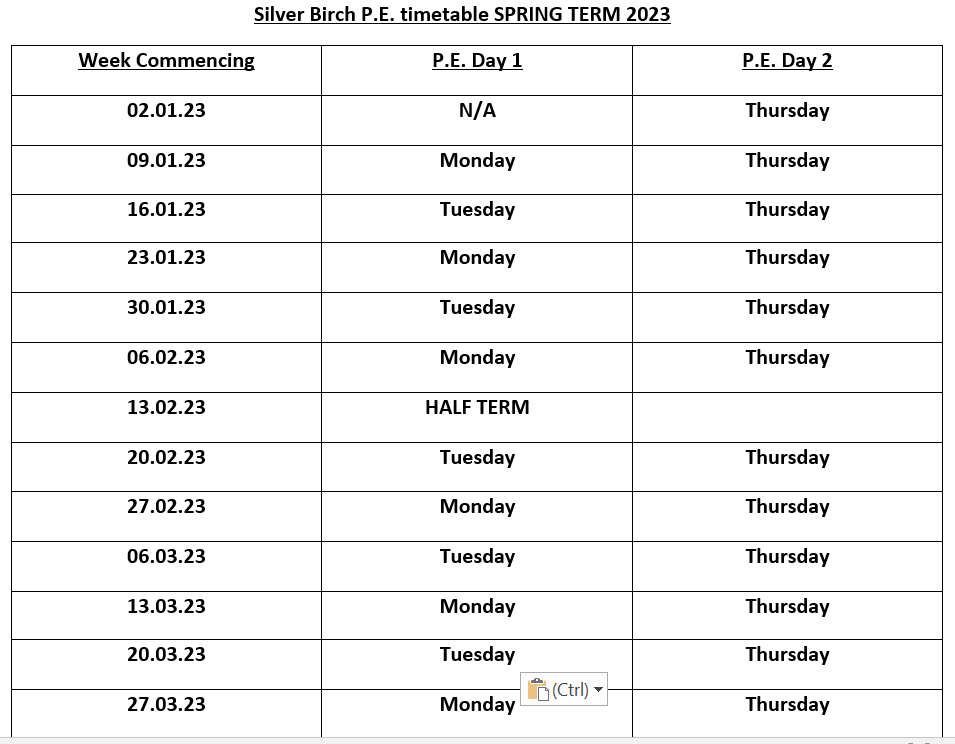 Silver Birch P.E. timetable SPRING TERM 2023
Week Commencing P.E. Day 1 P.E. Day 2
02.01.23 N/A Thursday
09.01.23 Monday Thursday
16.01.23 Tuesday Thursday
23.01.23 Monday Thursday
30.01.23 Tuesday Thursday
06.02.23 Monday Thursday
13.02.23 HALF TERM
20.02.23 Tuesday Thursday
27.02.23 Monday Thursday
06.03.23 Tuesday Thursday
13.03.23 Monday Thursday
20.03.23 Tuesday Thursday
(Ctrl)
27.03.23 Monday Thursday